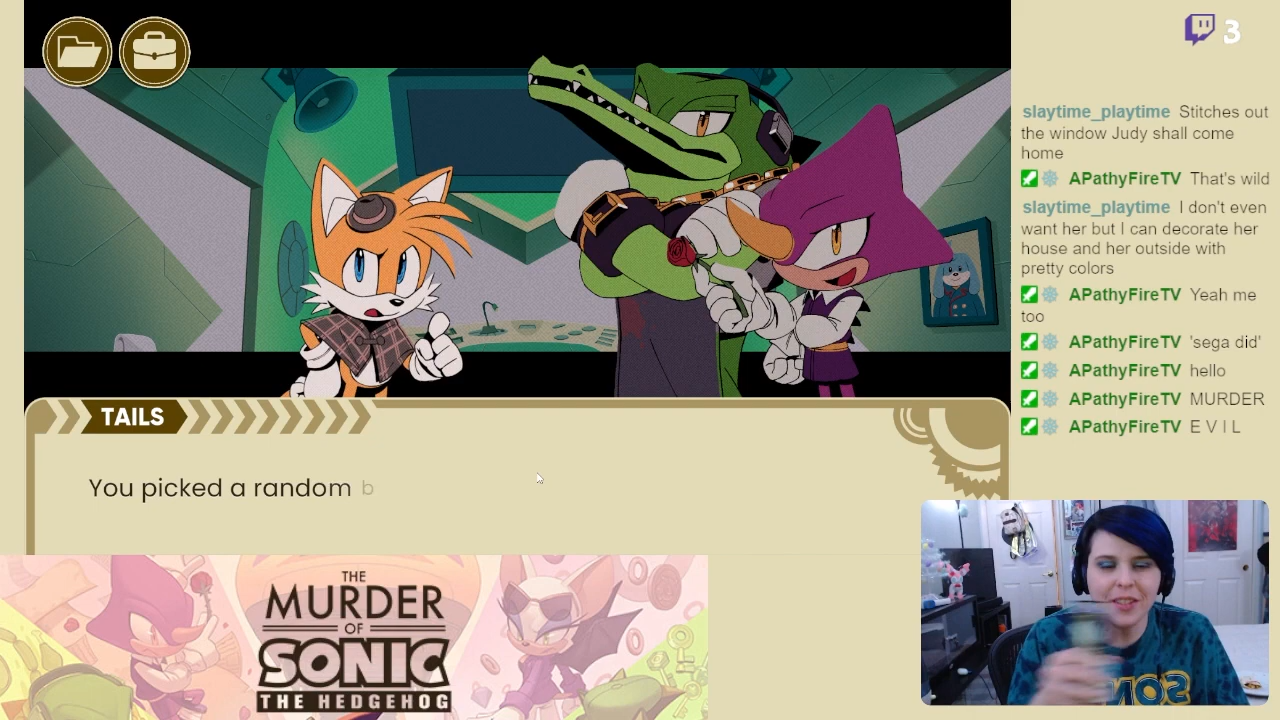 3
slaytime_playtime Stitches out
the window Judy shall come
home
APathyFireTV That's wild
slaytime_playtime I don't even
want her but I can decorate her
house and her outside with
pretty colors
APathyFireTV Yeah me
too
APathyFireTV 'sega did'
APathyFireTV hello
APathyFireTV MURDER
APathyFireTV E V I L
TAILS
You picked a random b
THE
MURDER
OF
SONIC
THE HEDGEHOG